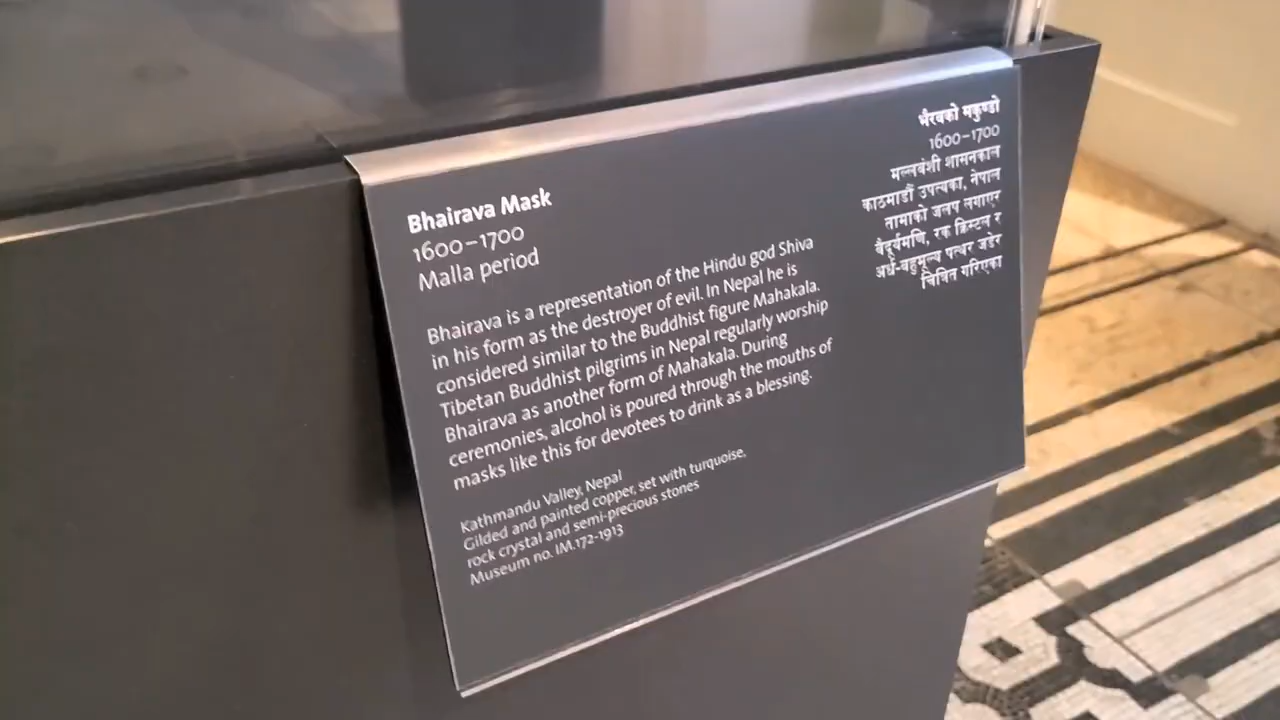 Bhairava Mask
1600–1700
Malla period
Bhairava is a representation of the Hindu god Shiva
in his form as the destroyer of evil. In Nepal he is
considered similar to the Buddhist figure Mahakala.
Tibetan Buddhist pilgrims in Nepal regularly worship
Bhairava as another form of Mahakala. During
ceremonies, alcohol is poured through the mouths of
masks like this for devotees to drink as a blessing.
Kathmandu Valley, Nepal
Gilded and painted copper, set with turquoise,
rock crystal and semi-precious stones
Museum no. IM.172-1913
भैरवको मकुण्डो
1600–1700
मल्लवंशी शासनकाल
काठमाडौं उपत्यका, नेपाल
तामाको जलप लगाएर
वैदूर्यमणि, रक क्रिस्टल र
अर्ध-बहुमूल्य पत्थर जडेर
चित्रित गरिएका